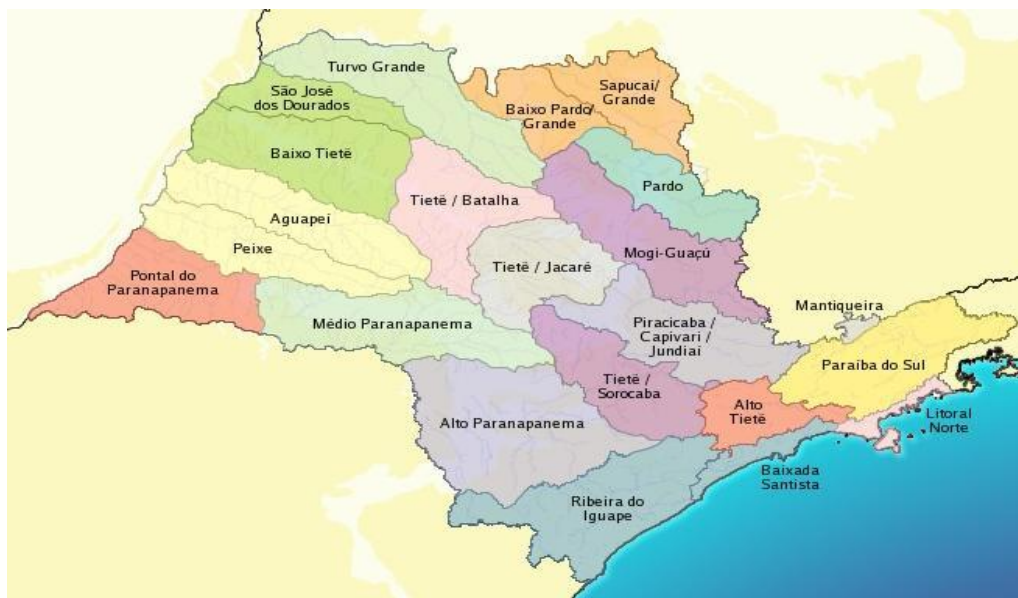 Turvo Grande
São José
dos Dourados
Sapucaí/
Grande
Baixo Pardo/
Grande
Baixo Tietê
Pardo
Tietê / Batalha
Aguapeí
Peixe
Mogi-Guaçú
Tietê / Jacarê
Pontal do
Paranapanema
Mantiqueira
Médio Paranapanema
Piracicaba /
Capivari /
Jundiaí
Paraíba do Sul
Tietê /
Sorocaba
Alto
Tietê
Litoral
Norte
Alto Paranapanema
Baixada
Santista
Ribeira do
Iguape